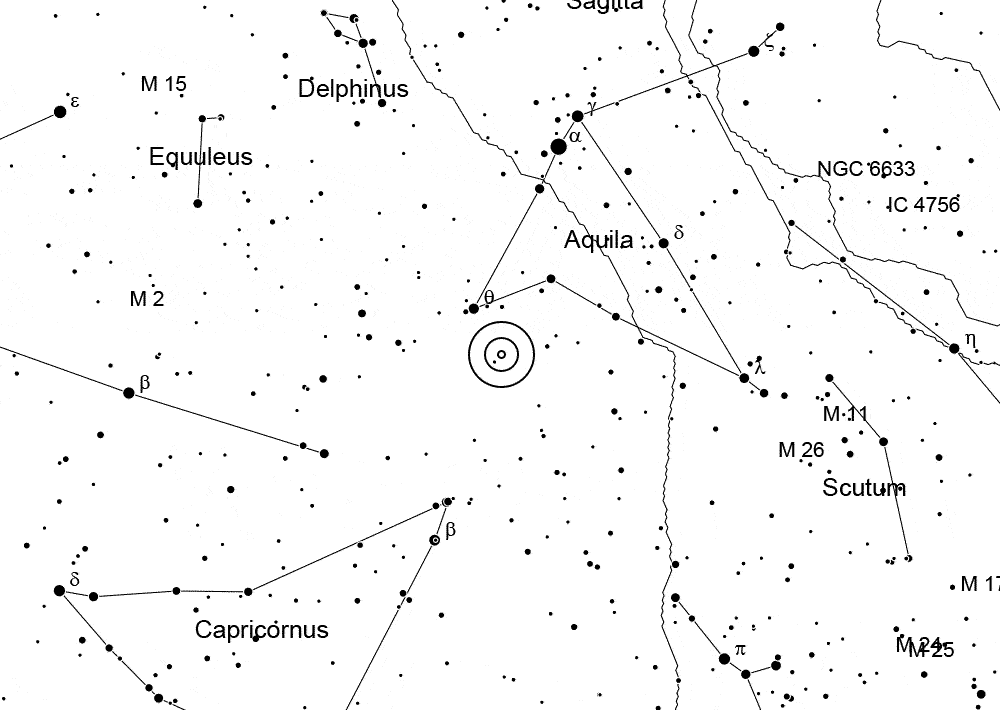 Sagitta
ζ
M 15
Delphinus
ε
γ
α
Equuleus
NGC 6633
IC 4756
Aquila
δ
M 2
θ
η
λ
β
M 11
M 26
Scutum
β
δ
M 17
Capricornus
π
M 24
M 25